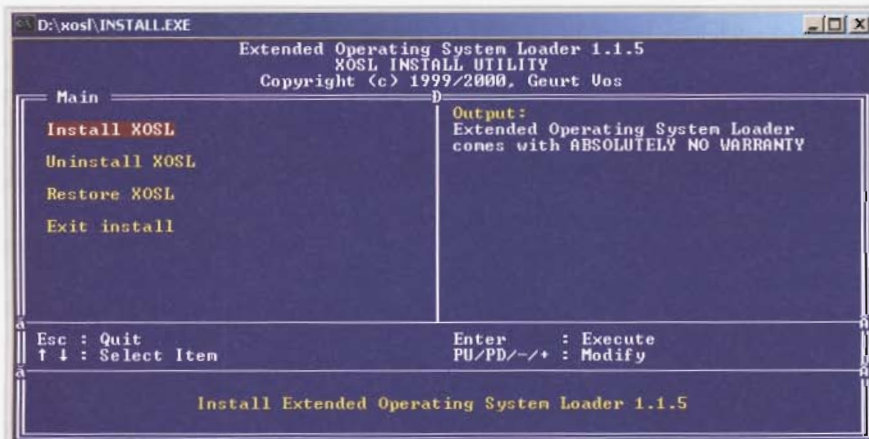 D:\xosl\INSTALL.EXE
Extended Operating System Loader 1.1.5
XOSL INSTALL UTILITY
Copyright (c) 1999/2000, Geurt Vos
Main
Install XOSL
Uninstall XOSL
Restore XOSL
Exit install
Output:
Extended Operating System Loader
comes with ABSOLUTELY NO WARRANTY
Esc : Quit
↑ ↓ : Select Item
Enter : Execute
PU/PD/-/+ : Modify
Install Extended Operating System Loader 1.1.5